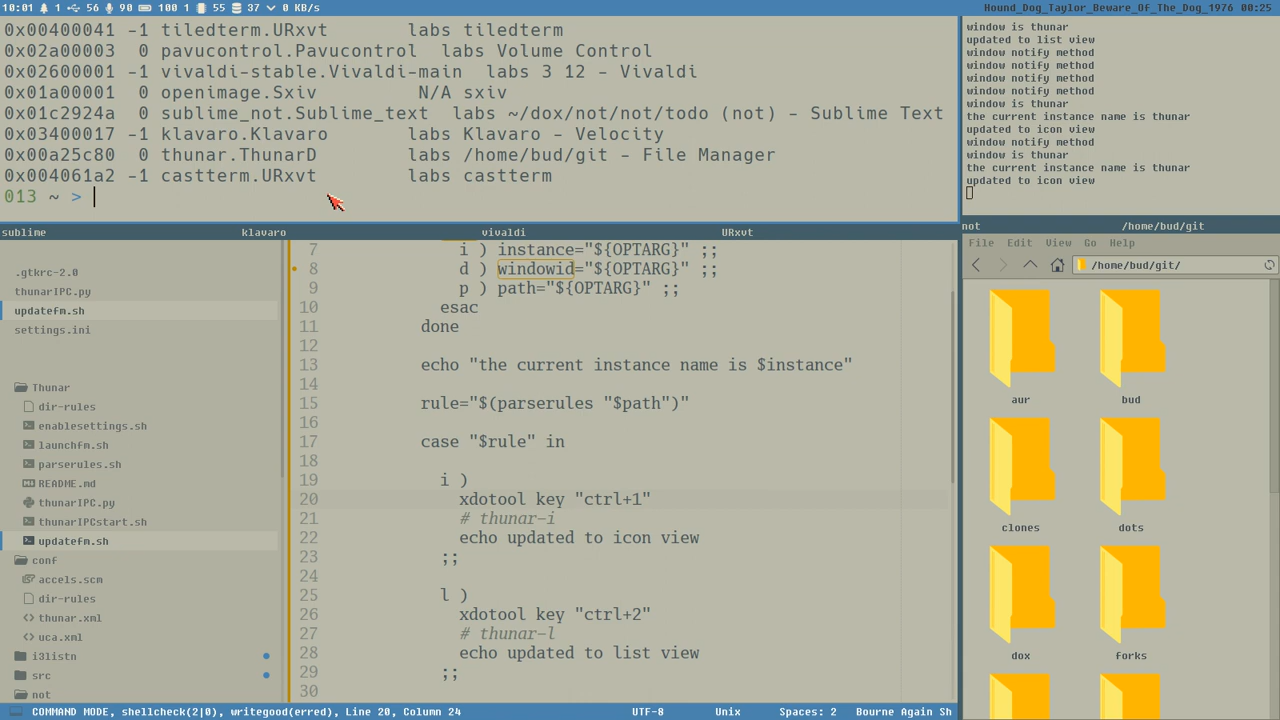 10:01 1 56 90 100 1 55 37 0 KB/s
Hound_Dog_Taylor_Beware_Of_The_Dog_1976 00:25
0x00400041 -1 tiledterm.URxvt labs tiledterm
0x02a00003 0 pavucontrol.Pavucontrol labs Volume Control
0x02600001 -1 vivaldi-stable.Vivaldi-main labs 3 12 - Vivaldi
0x01a00001 0 openimage.Sxiv N/A sxiv
0x01c2924a 0 sublime_not.Sublime_text labs ~/dox/not/not/todo (not) - Sublime Text
0x03400017 -1 klavaro.Klavaro labs Klavaro - Velocity
0x00a25c80 0 thunar.ThunarD labs /home/bud/git - File Manager
0x004061a2 -1 castterm.URxvt labs castterm
013 ~ >
window is thunar
updated to list view
window notify method
window notify method
window notify method
window notify method
window is thunar
the current instance name is thunar
updated to icon view
window notify method
window is thunar
the current instance name is thunar
updated to icon view
sublime klavaro vivaldi URxvt
.gtkrc-2.0
thunarIPC.py
updatefm.sh
settings.ini
Thunar
dir-rules
enablesettings.sh
launchfm.sh
parserules.sh
README.md
thunarIPC.py
thunarIPCstart.sh
updatefm.sh
conf
accels.scm
dir-rules
<> thunar.xml
<> uca.xml
i3listn
src
not
7 i ) instance="${OPTARG}" ;;
8 d ) windowid="${OPTARG}" ;;
9 p ) path="${OPTARG}" ;;
10 esac
11 done
12
13 echo "the current instance name is $instance"
14
15 rule="$(parserules "$path")"
16
17 case "$rule" in
18
19 i )
20 xdotool key "ctrl+1"
21 # thunar-i
22 echo updated to icon view
23 ;;
24
25 l )
26 xdotool key "ctrl+2"
27 # thunar-l
28 echo updated to list view
29 ;;
30
not /home/bud/git
File Edit View Go Help
/home/bud/git/
aur bud
clones dots
dox forks
COMMAND MODE, shellcheck(2|0), writegood(erred), Line 20, Column 24 UTF-8 Unix Spaces: 2 Bourne Again Sh